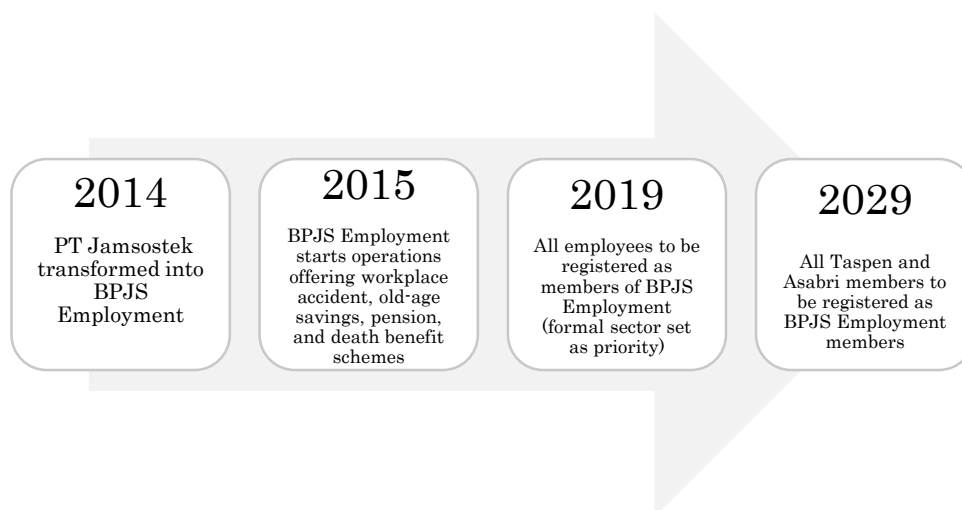 2014
PT Jamsostek
transformed into
BPJS
Employment
2015
BPJS Employment
starts operations
offering workplace
accident, old-age
savings, pension,
and death benefit
schemes
2019
All employees to be
registered as
members of BPJS
Employment
(formal sector set
as priority)
2029
All Taspen and
Asabri members to
be registered as
BPJS Employment
members